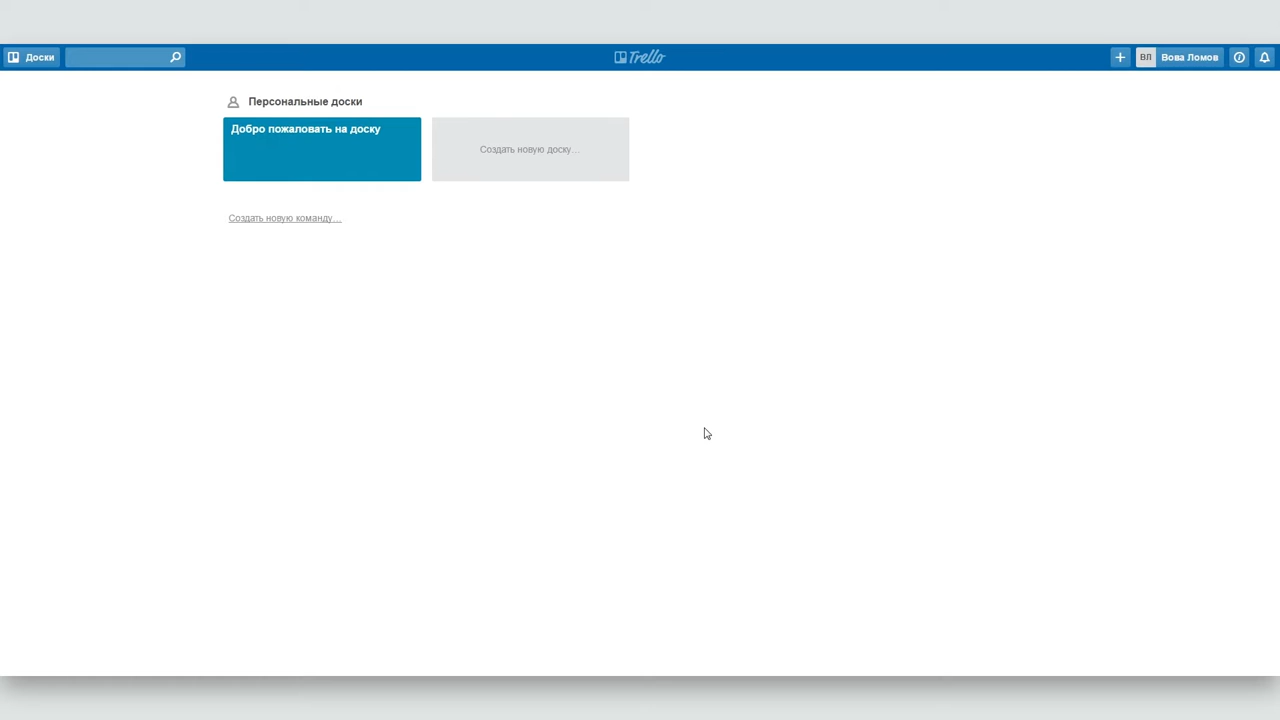 Доски
Trello
ВЛ Вова Ломов
Персональные доски
Добро пожаловать на доску
Создать новую доску...
Создать новую команду...